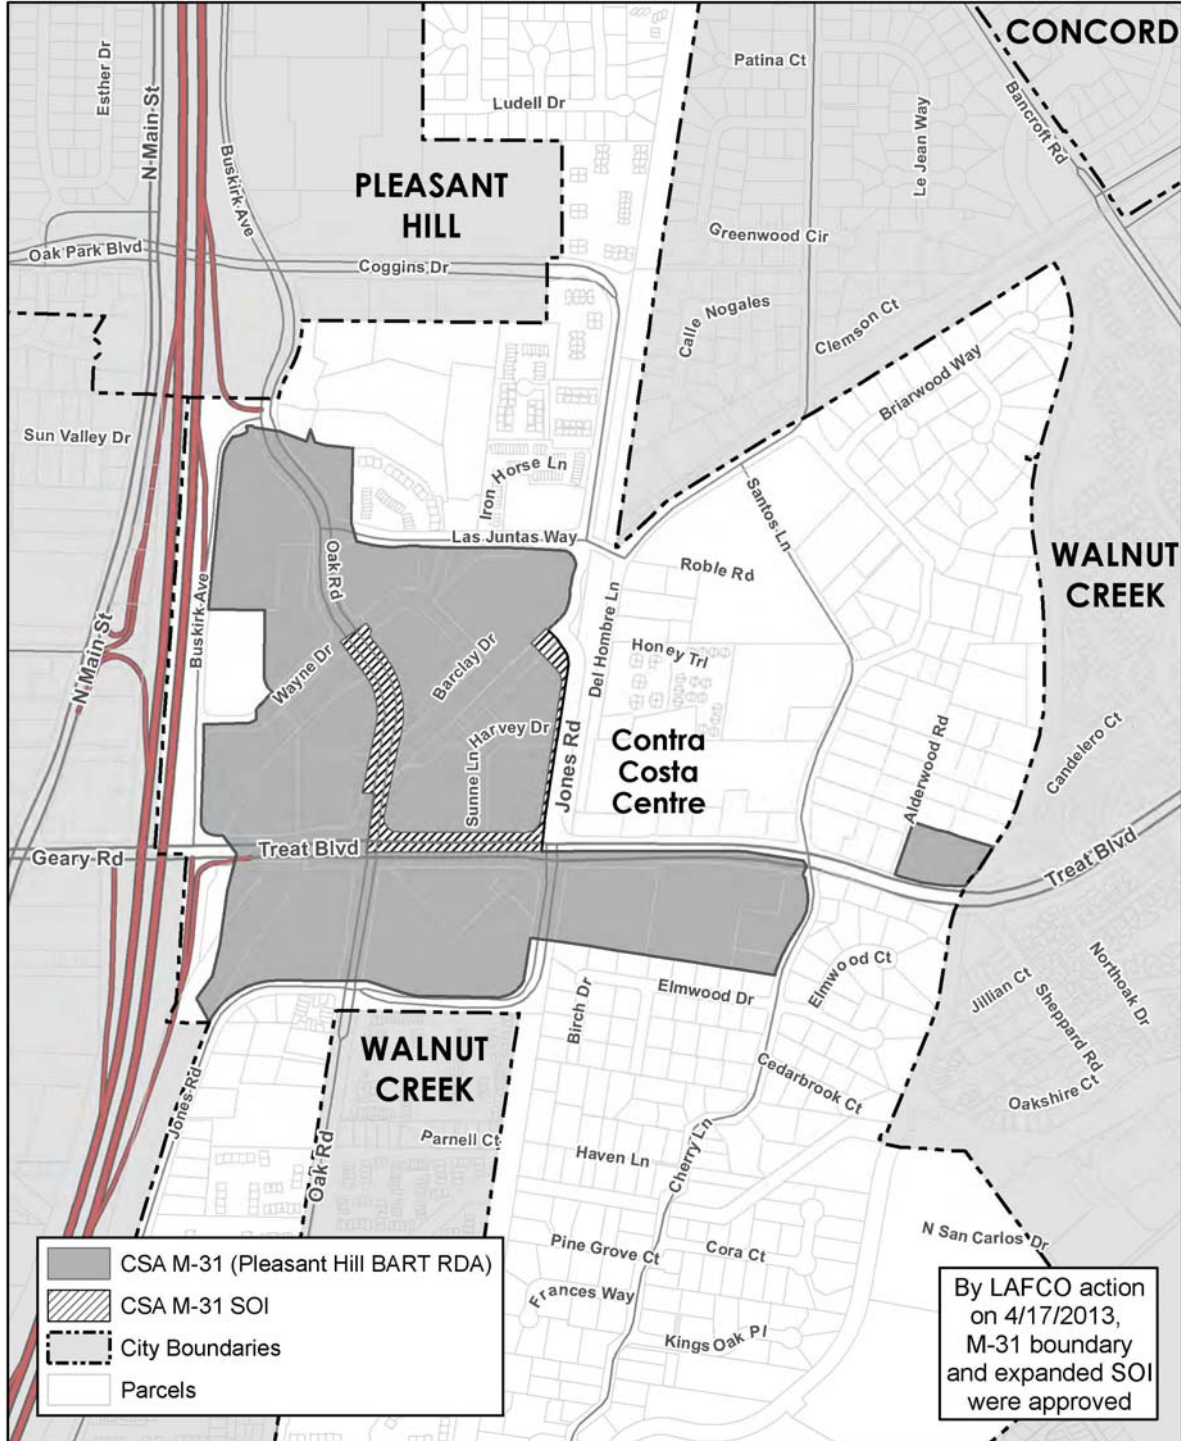 CONCORD
Esther Dr
N Main St
Buskirk Ave
Ludell Dr
Patina Ct
Le Jean Way
Bancroft Rd
PLEASANT
HILL
Oak Park Blvd
Coggins Dr
Greenwood Cir
Calle Nogales
Clemson Ct
Briarwood Way
Sun Valley Dr
Iron Horse Ln
Las Juntas Way
Santos Ln
Oak Rd
Roble Rd
WALNUT
CREEK
Buskirk Ave
N Main St
Wayne Dr
Barclay Dr
Del Hombre Ln
Honey Trl
Sunne Ln
Harvey Dr
Jones Rd
Contra
Costa
Centre
Alderwood Rd
Candelero Ct
Geary Rd
Treat Blvd
Treat Blvd
Birch Dr
Elmwood Dr
Elmwood Ct
Jillian Ct
Northoak Dr
Sheppard Rd
Oakshire Ct
WALNUT
CREEK
Jones Rd
Cedarbrook Ct
Oak Rd
Parnell Ct
Haven Ln
Cherry Ln
Pine Grove Ct
Cora Ct
N San Carlos Dr
Frances Way
Kings Oak Pl
CSA M-31 (Pleasant Hill BART RDA)
CSA M-31 SOI
City Boundaries
Parcels
By LAFCO action
on 4/17/2013,
M-31 boundary
and expanded SOI
were approved